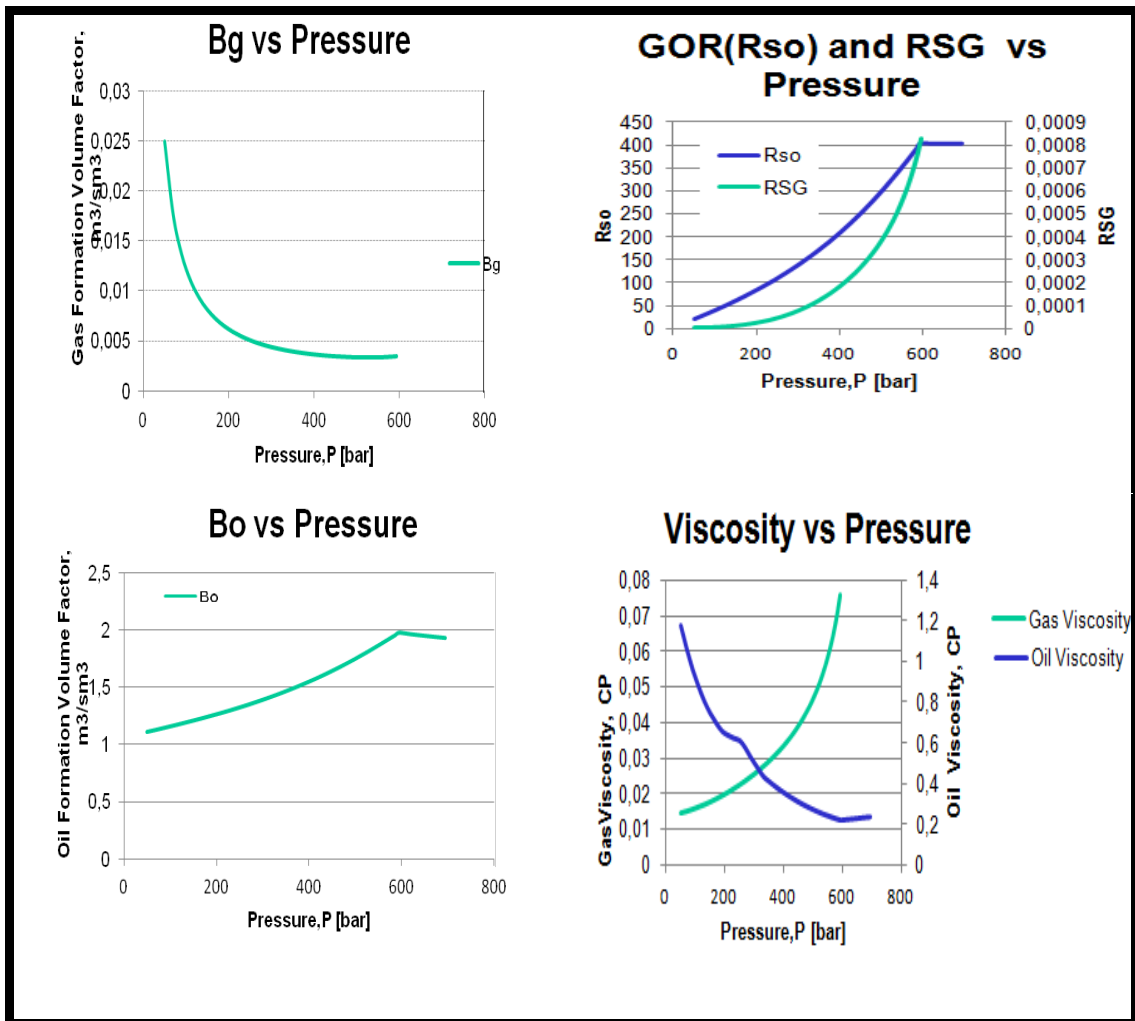 Bg vs Pressure
Gas Formation Volume Factor,
m3/sm3
0,03
0,025
0,02
0,015
0,01
0,005
0
0 200 400 600 800
Pressure,P [bar]
Bg
GOR(Rso) and RSG vs
Pressure
Rso
450
400
350
300
250
200
150
100
50
0
Rso
RSG
0,0009
0,0008
0,0007
0,0006
0,0005
0,0004
0,0003
0,0002
0,0001
0
RSG
0 200 400 600 800
Pressure,P [bar]
Bo vs Pressure
Oil Formation Volume Factor,
m3/sm3
2,5
2
1,5
1
0,5
0
Bo
0 200 400 600 800
Pressure,P [bar]
Viscosity vs Pressure
GasViscosity, CP
0,08
0,07
0,06
0,05
0,04
0,03
0,02
0,01
0
1,4
1,2
1
0,8
0,6
0,4
0,2
0
Oil Viscosity, CP
Gas Viscosity
Oil Viscosity
0 200 400 600 800
Pressure,P [bar]